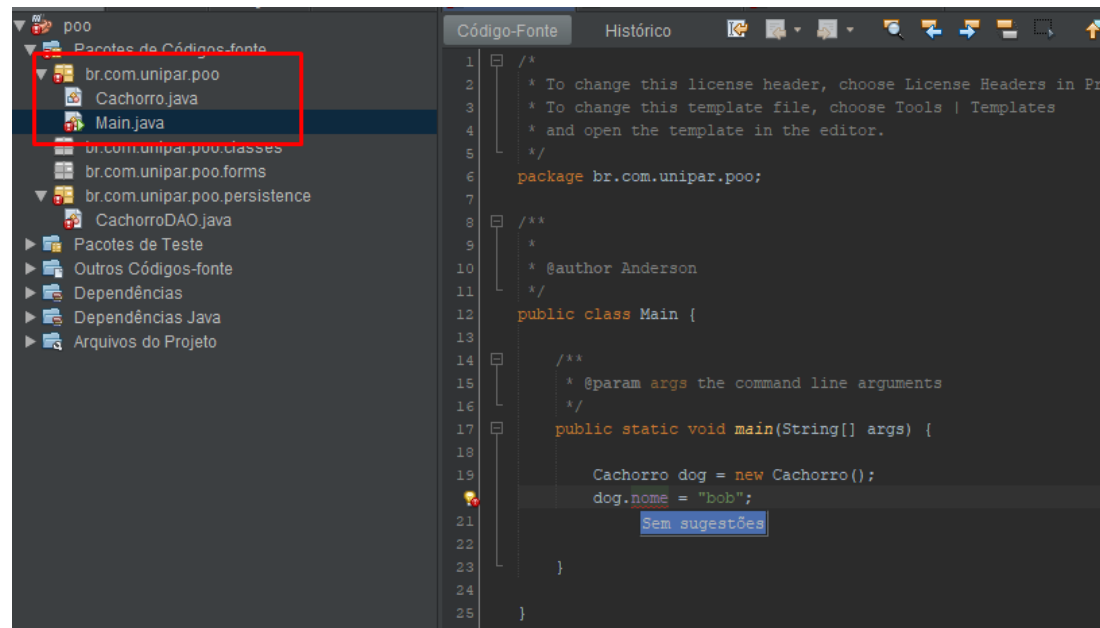 poo
Pacotes de Códigos-fonte
br.com.unipar.poo
Cachorro.java
Main.java
br.com.unipar.poo.classes
br.com.unipar.poo.forms
br.com.unipar.poo.persistence
CachorroDAO.java
Pacotes de Teste
Outros Códigos-fonte
Dependências
Dependências Java
Arquivos do Projeto
Código-Fonte Histórico
1 /*
2 * To change this license header, choose License Headers in Pr
3 * To change this template file, choose Tools | Templates
4 * and open the template in the editor.
5 */
6 package br.com.unipar.poo;
7
8 /**
9 *
10 * @author Anderson
11 */
12 public class Main {
13
14 /**
15 * @param args the command line arguments
16 */
17 public static void main(String[] args) {
18
19 Cachorro dog = new Cachorro();
dog.nome = "bob";
21 Sem sugestões
22
23 }
24
25 }